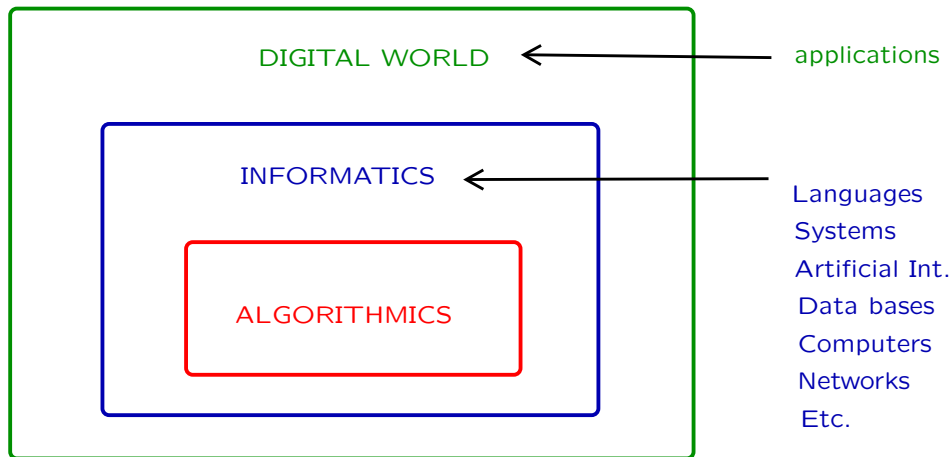 DIGITAL WORLD
applications
INFORMATICS
Languages
Systems
Artificial Int.
Data bases
Computers
Networks
Etc.
ALGORITHMICS